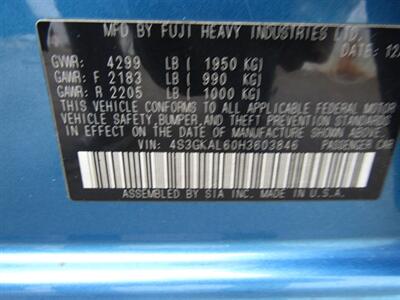 MFD BY FUJI HEAVY INDUSTRIES LTD.
DATE: 12
GVWR: 4299 LB( 1950 KG)
GAWR: F 2183 LB( 990 KG)
GAWR: R 2205 LB( 1000 KG)
THIS VEHICLE CONFORMS TO ALL APPLICABLE FEDERAL MOTOR
VEHICLE SAFETY, BUMPER, AND THEFT PREVENTION STANDARDS
IN EFFECT ON THE DATE OF MANUFACTURE SHOWN ABOVE.
VIN: 4S3GKAL60H3603846 PASSENGER CAR
ASSEMBLED BY SIA INC. MADE IN U.S.A.